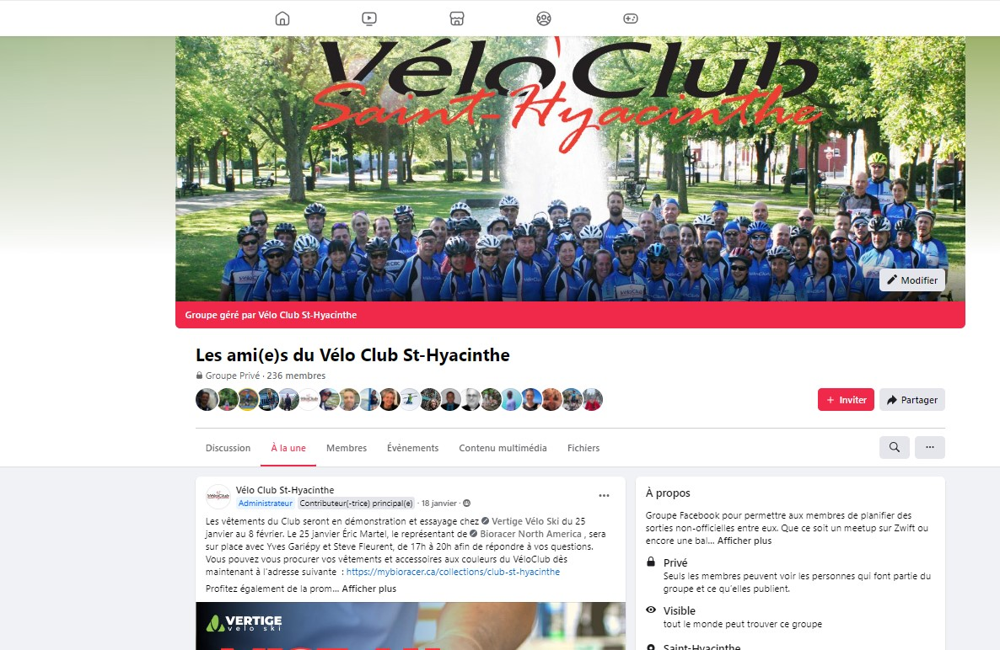 Vélo Club
Saint-Hyacinthe
Modifier
Groupe géré par Vélo Club St-Hyacinthe
Les ami(e)s du Vélo Club St-Hyacinthe
Groupe Privé · 236 membres
+ Inviter
Partager
Discussion À la une Membres Évènements Contenu multimédia Fichiers
Vélo Club St-Hyacinthe
Administrateur Contributeur(-trice) principal(e) · 18 janvier ·
Les vêtements du Club seront en démonstration et essayage chez Vertige Vélo Ski du 25
janvier au 8 février. Le 25 janvier Éric Martel, le représentant de Bioracer North America , sera
sur place avec Yves Gariépy et Steve Fleurent, de 17h à 20h afin de répondre à vos questions.
Vous pouvez vous procurer vos vêtements et accessoires aux couleurs du VéloClub dès
maintenant à l'adresse suivante : https://mybioracer.ca/collections/club-st-hyacinthe
Profitez également de la prom... Afficher plus
VERTIGE
vélo ski
À propos
Groupe Facebook pour permettre aux membres de planifier des
sorties non-officielles entre eux. Que ce soit un meetup sur Zwift ou
encore une bal... Afficher plus
Privé
Seuls les membres peuvent voir les personnes qui font partie du
groupe et ce qu'elles publient.
Visible
tout le monde peut trouver ce groupe
Saint-Hyacinthe